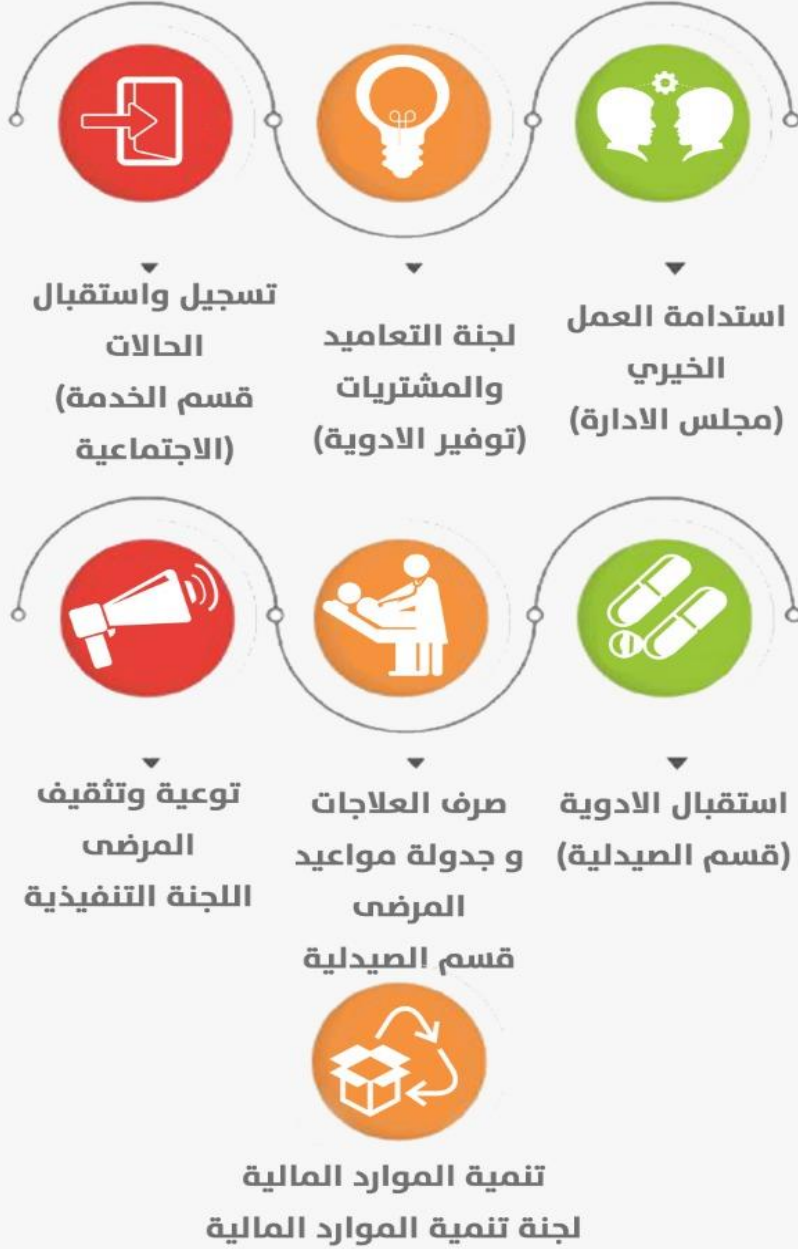 استدامة العمل
الخيري
(مجلس الادارة)
لجنة التعاميد
والمشتريات
(توفير الادوية)
تسجيل واستقبال
الحالات
قسم الخدمة)
(الاجتماعية
استقبال الادوية
(قسم الصيدلية)
صرف العلاجات
و جدولة مواعيد
المرضى
قسم الصيدلية
توعية وتثقيف
المرضى
اللجنة التنفيذية
تنمية الموارد المالية
لجنة تنمية الموارد المالية